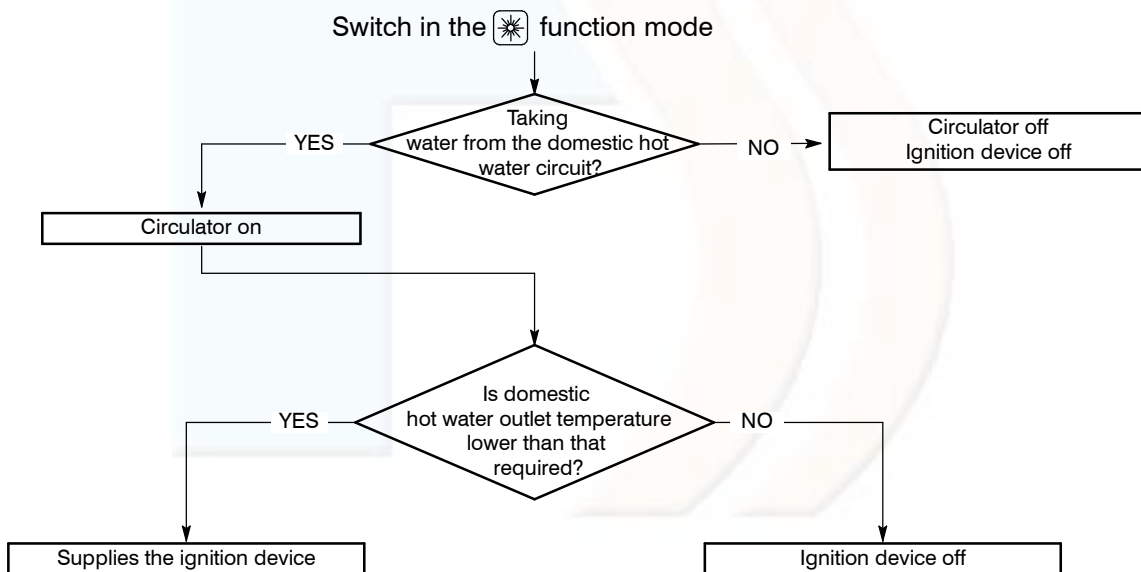 Switch in the function mode
Taking
water from the domestic hot
water circuit?
YES
NO
Circulator off
Ignition device off
Circulator on
Is domestic
hot water outlet temperature
lower than that
required?
YES
NO
Supplies the ignition device
Ignition device off